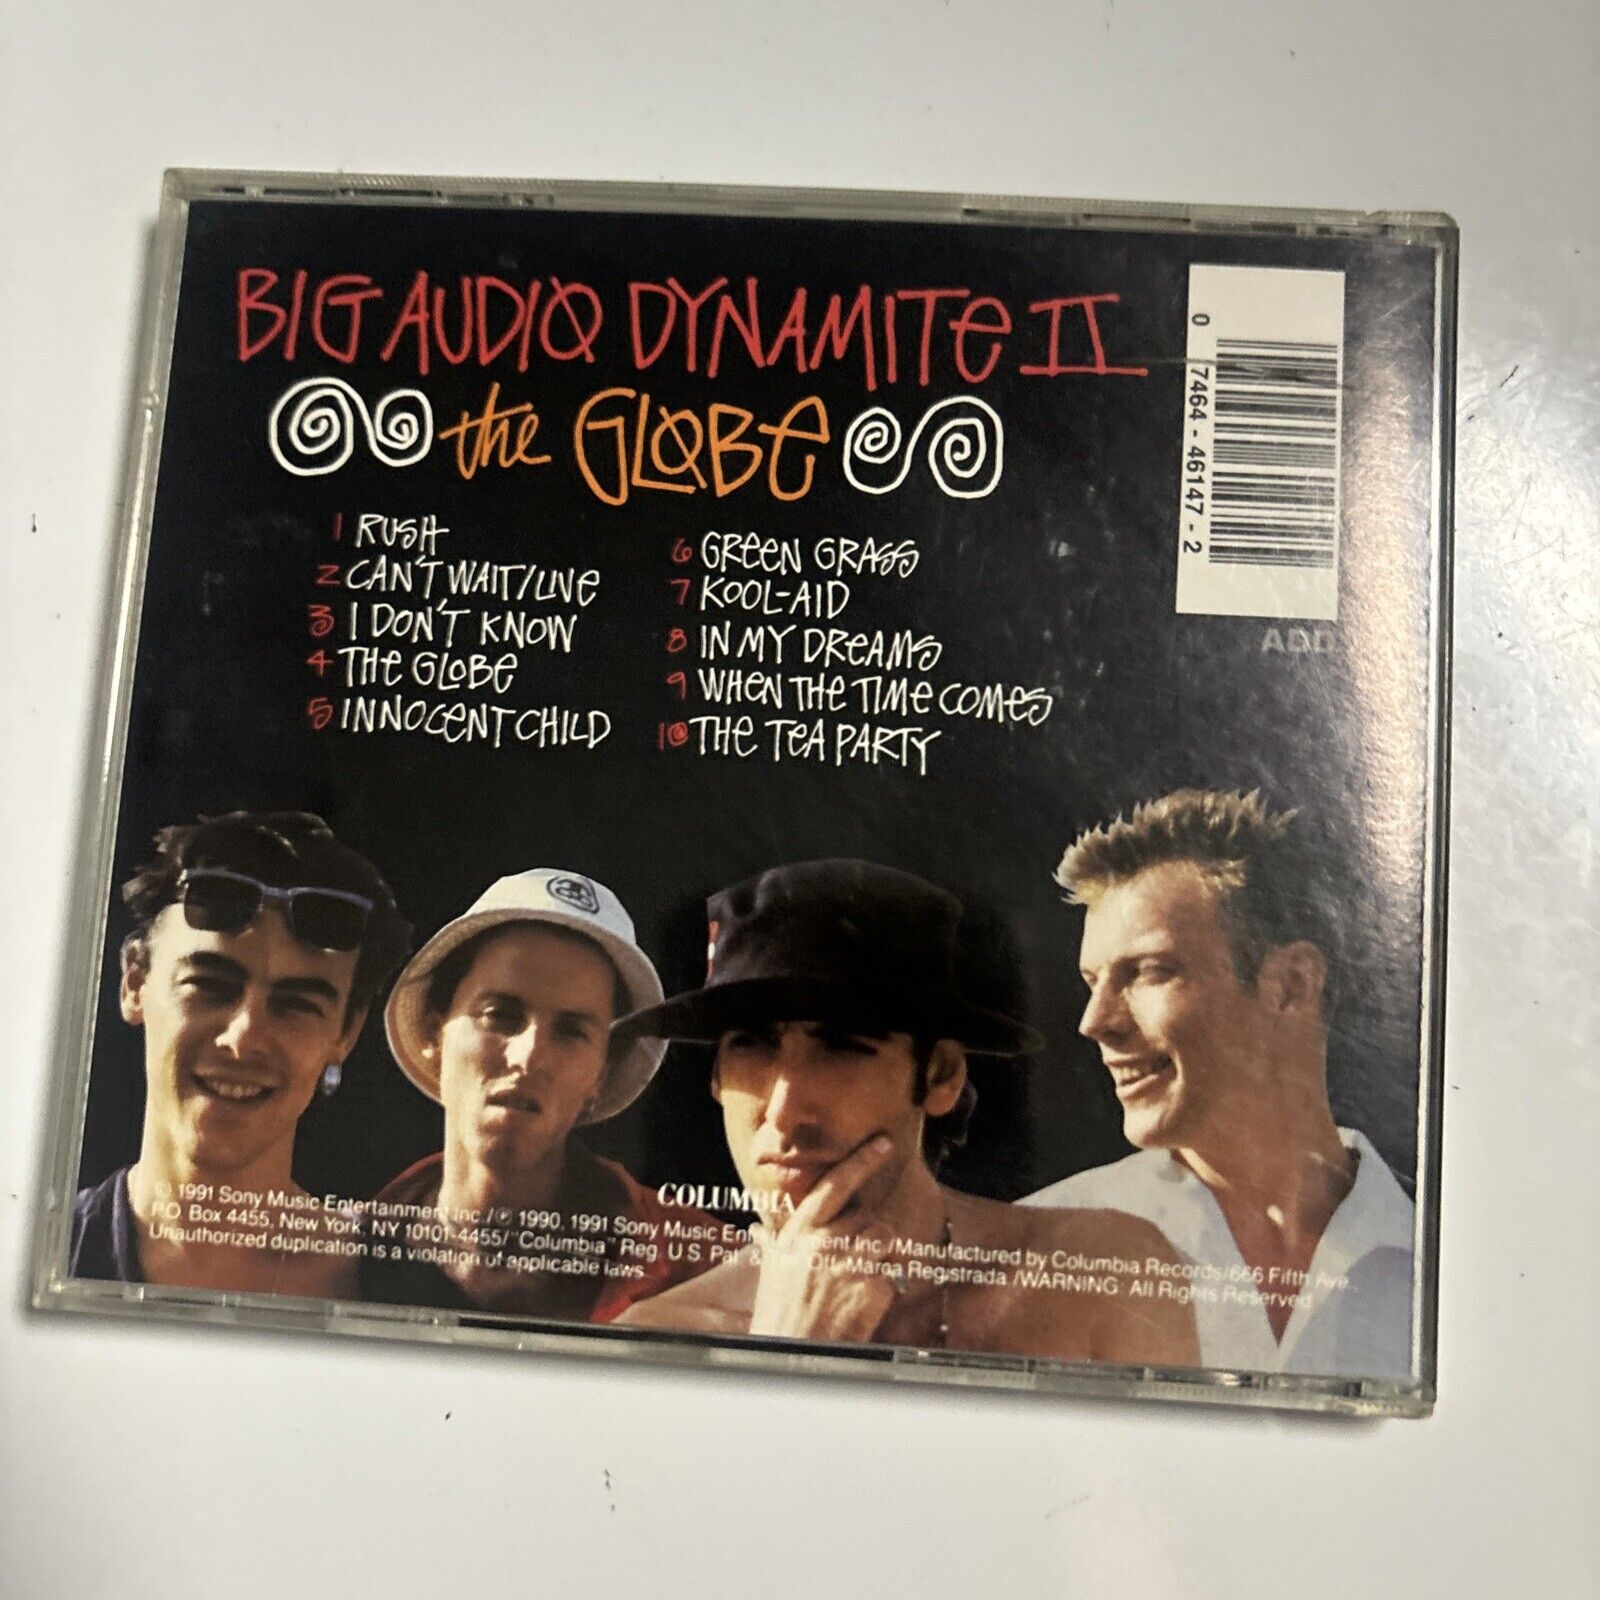 BIG AUDIO DYNAMITE II
the GLOBE
1 RUSH
2 CAN'T WAIT/LIVE
3 I DON'T KNOW
4 THE GLOBE
5 INNOCENT CHILD
6 GREEN GRASS
7 KOOL-AID
8 IN MY DREAMS
9 WHEN THE TIME COMES
10 THE TEA PARTY
0 7464-46147-2
ADD
COLUMBIA
© 1991 Sony Music Entertainment Inc./℗ 1990, 1991 Sony Music Entertainment Inc./Manufactured by Columbia Records/666 Fifth Ave.
P.O. Box 4455, New York, NY 10101-4455/"Columbia" Reg. U.S. Pat. & Tm. Off. Marca Registrada./WARNING: All Rights Reserved.
Unauthorized duplication is a violation of applicable laws.